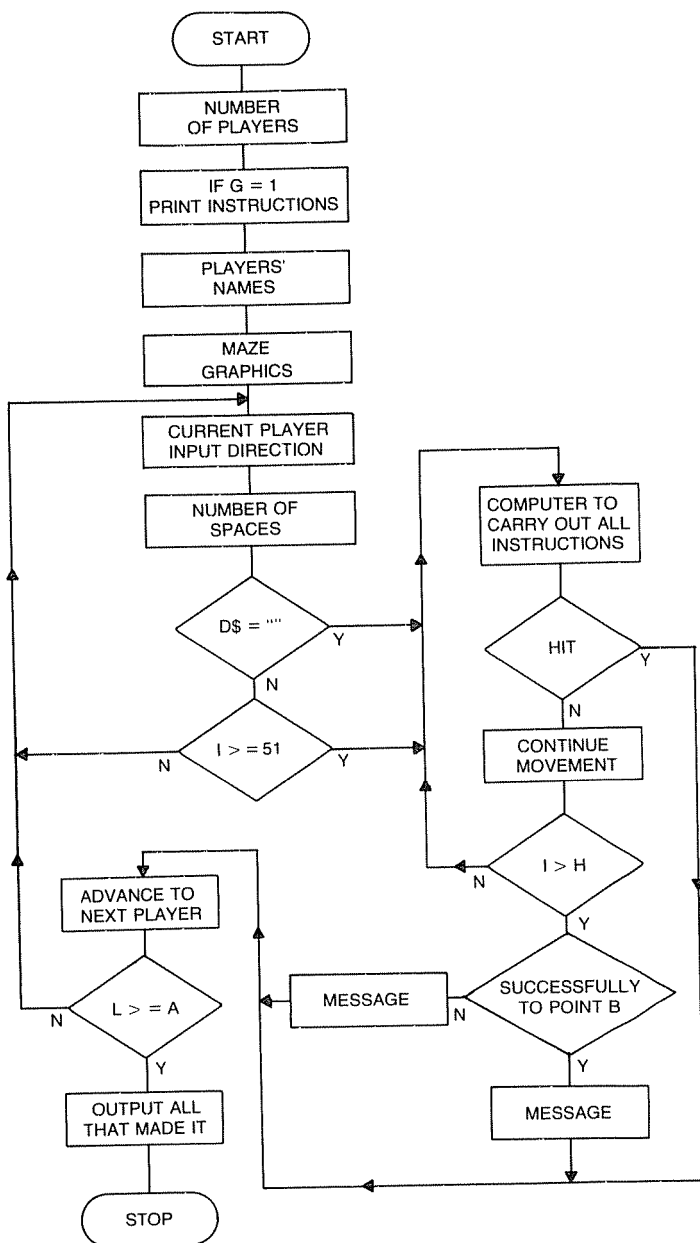 START
NUMBER
OF PLAYERS
IF G = 1
PRINT INSTRUCTIONS
PLAYERS'
NAMES
MAZE
GRAPHICS
CURRENT PLAYER
INPUT DIRECTION
NUMBER OF
SPACES
D$ = ""
Y
N
I > = 51
N
Y
COMPUTER TO
CARRY OUT ALL
INSTRUCTIONS
HIT
Y
N
CONTINUE
MOVEMENT
I > H
N
Y
SUCCESSFULLY
TO POINT B
N
Y
MESSAGE
MESSAGE
ADVANCE TO
NEXT PLAYER
L > = A
N
Y
OUTPUT ALL
THAT MADE IT
STOP